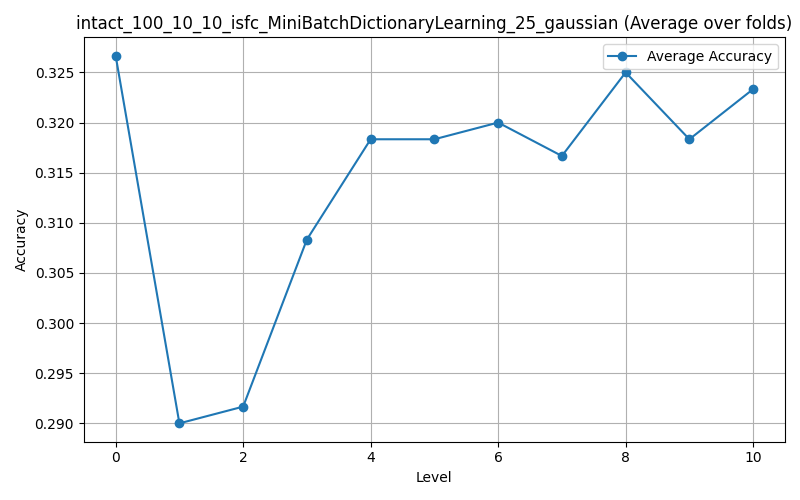 intact_100_10_10_isfc_MiniBatchDictionaryLearning_25_gaussian (Average over folds)
Average Accuracy
Accuracy
0.325
0.320
0.315
0.310
0.305
0.300
0.295
0.290
0 2 4 6 8 10
Level